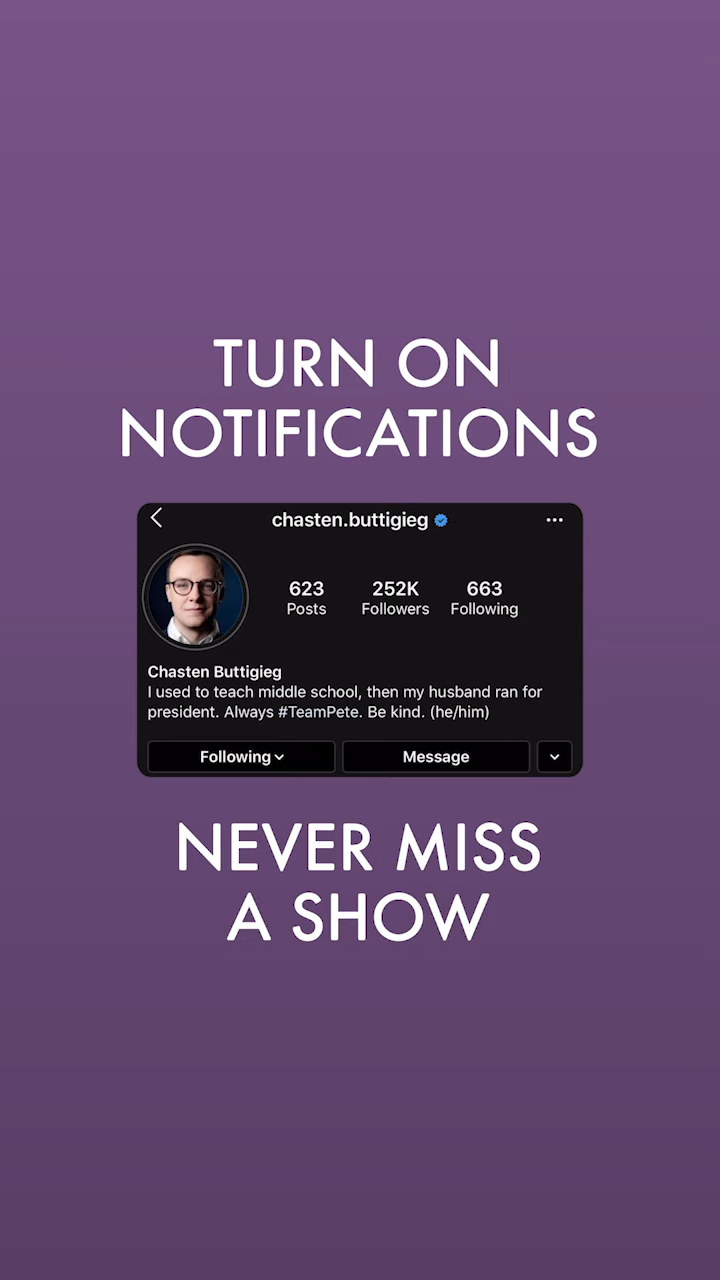 TURN ON
NOTIFICATIONS
chasten.buttigieg
623 252K 663
Posts Followers Following
Chasten Buttigieg
I used to teach middle school, then my husband ran for
president. Always #TeamPete. Be kind. (he/him)
Following Message
NEVER MISS
A SHOW